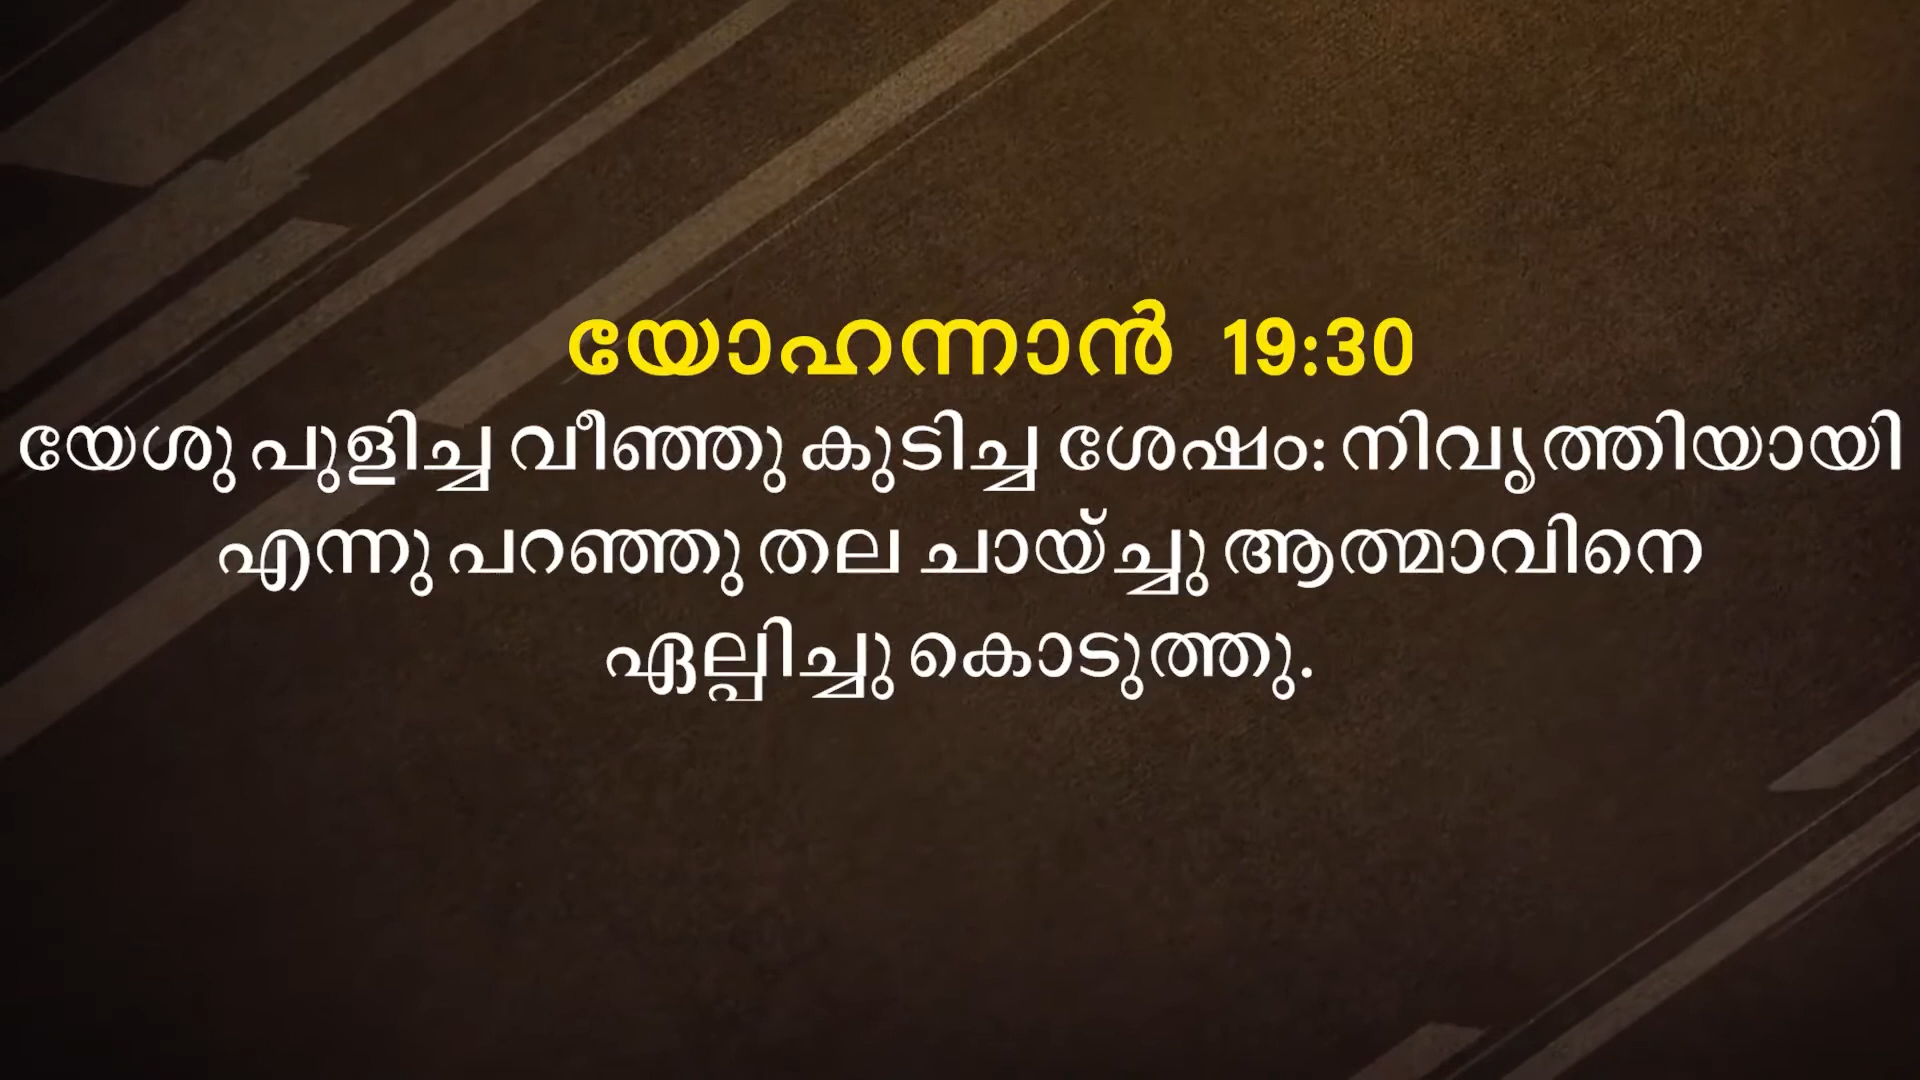 യോഹന്നാൻ 19:30
യേശു പുളിച്ച വീഞ്ഞു കുടിച്ച ശേഷം: നിവൃത്തിയായി
എന്നു പറഞ്ഞു തല ചായ്ച്ചു ആത്മാവിനെ
ഏല്പിച്ചു കൊടുത്തു.